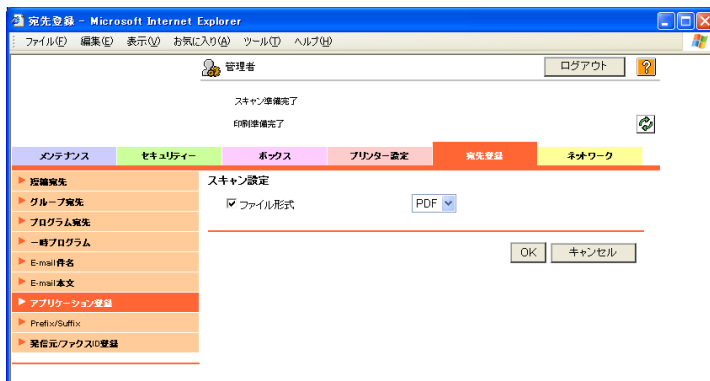 宛先登録 - Microsoft Internet Explorer
ファイル(F) 編集(E) 表示(V) お気に入り(A) ツール(T) ヘルプ(H)
管理者 ログアウト ?
スキャン準備完了
印刷準備完了
メンテナンス セキュリティー ボックス プリンター設定 宛先登録 ネットワーク
短縮宛先
グループ宛先
プログラム宛先
一時プログラム
E-mail件名
E-mail本文
アプリケーション登録
Prefix/Suffix
発信元/ファクスID登録
スキャン設定
ファイル形式 PDF
OK キャンセル